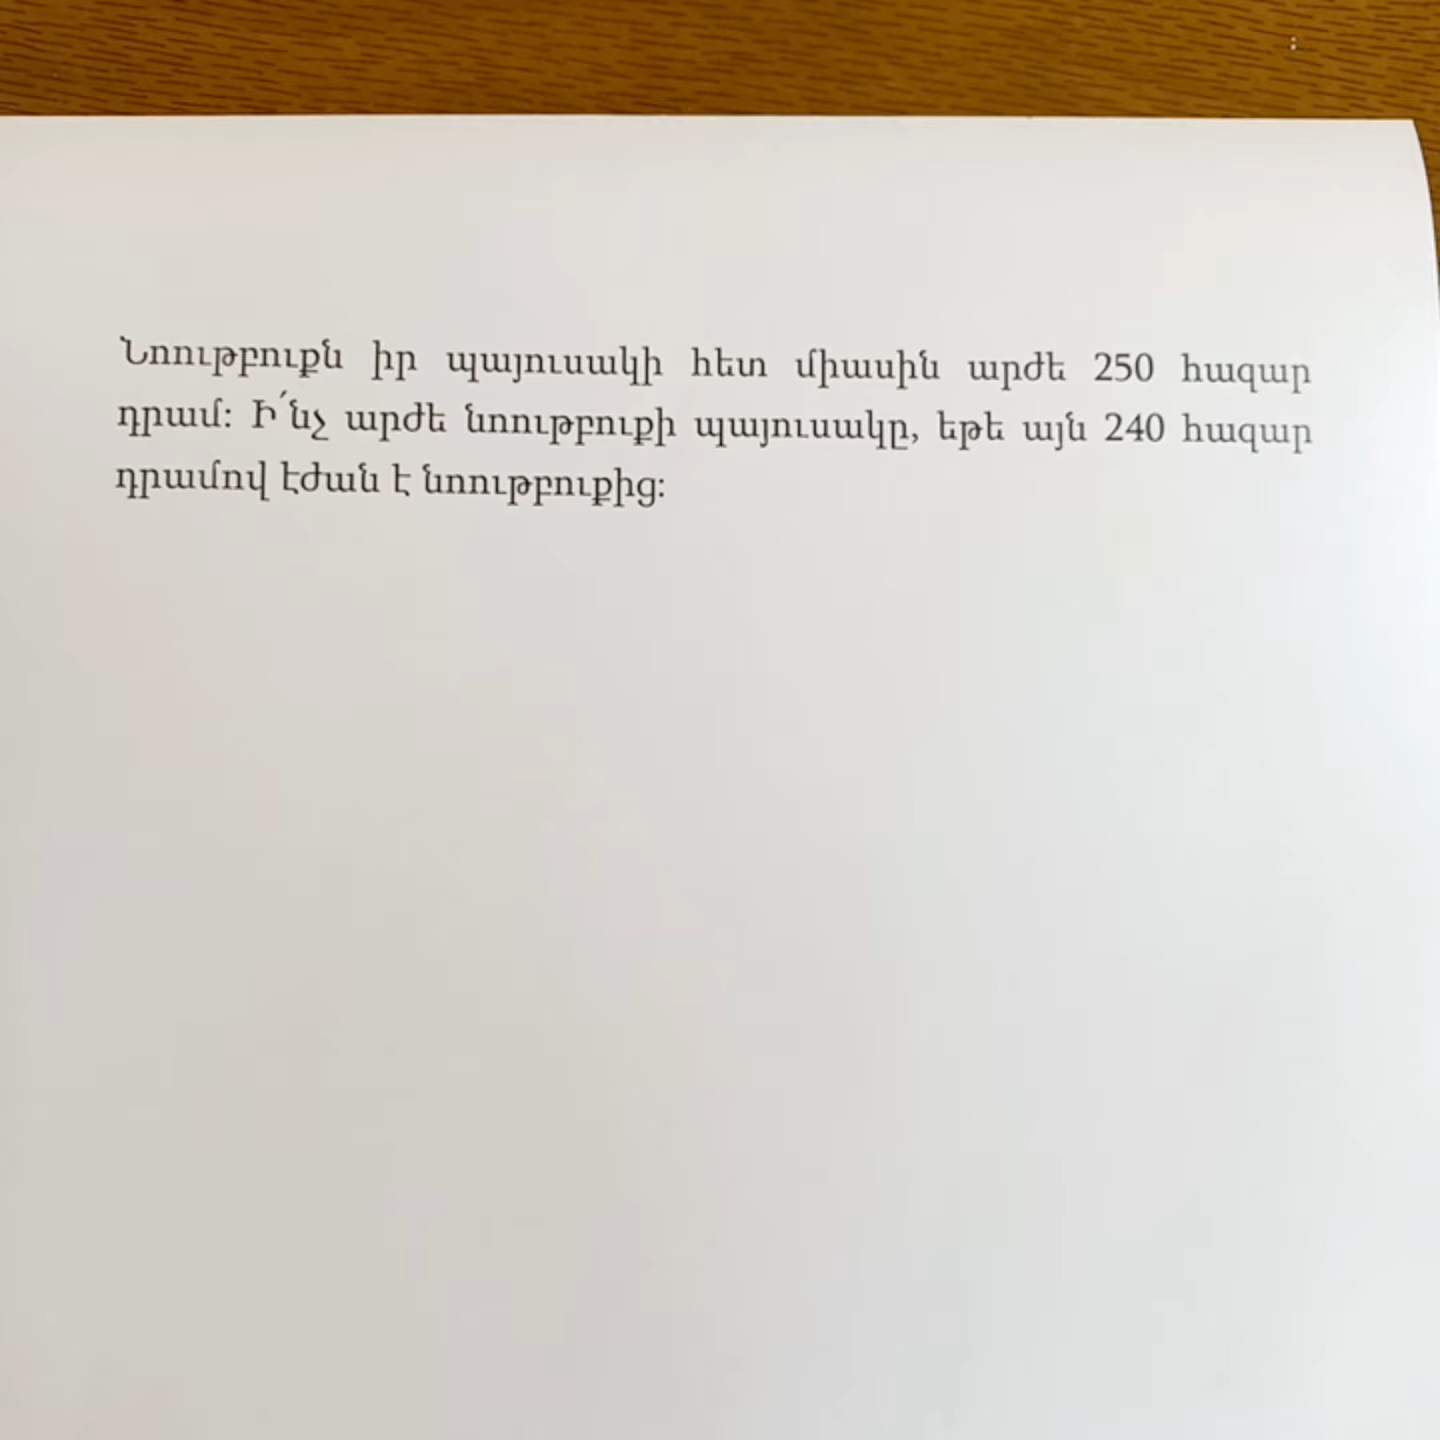 Նոութբուքն իր պայուսակի հետ միասին արժե 250 հազար
դրամ: Ի՛նչ արժե նոութբուքի պայուսակը, եթե այն 240 հազար
դրամով էժան է նոութբուքից: